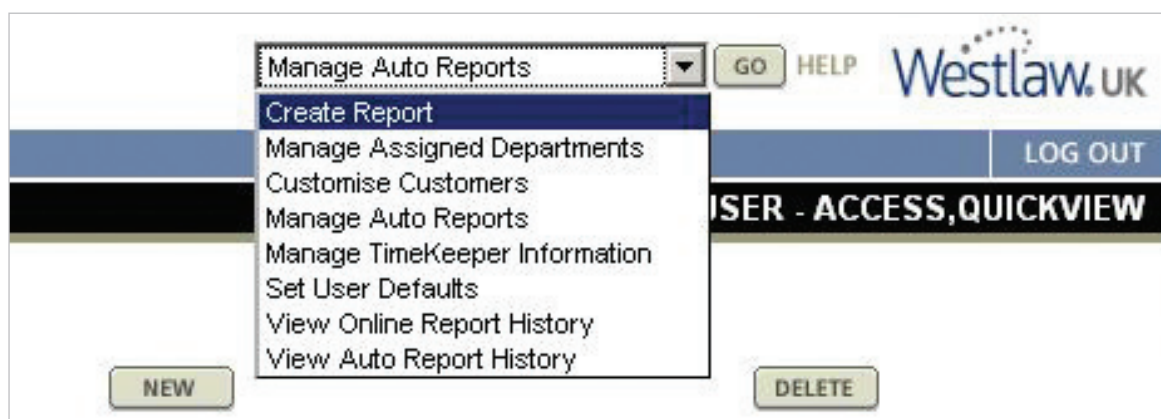 Manage Auto Reports GO HELP Westlaw. UK
Create Report
Manage Assigned Departments LOG OUT
Customise Customers
Manage Auto Reports USER - ACCESS,QUICKVIEW
Manage TimeKeeper Information
Set User Defaults
View Online Report History
View Auto Report History
NEW DELETE